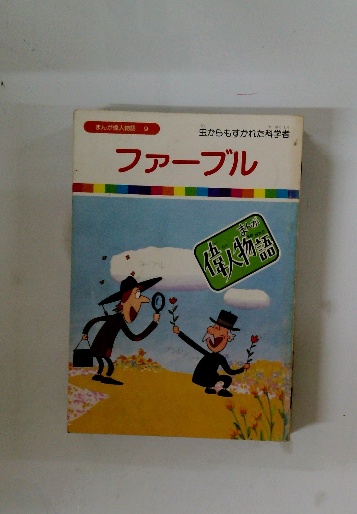 まんが偉人物語 9
虫からもすかれた科学者
ファーブル
まんが
偉人物語